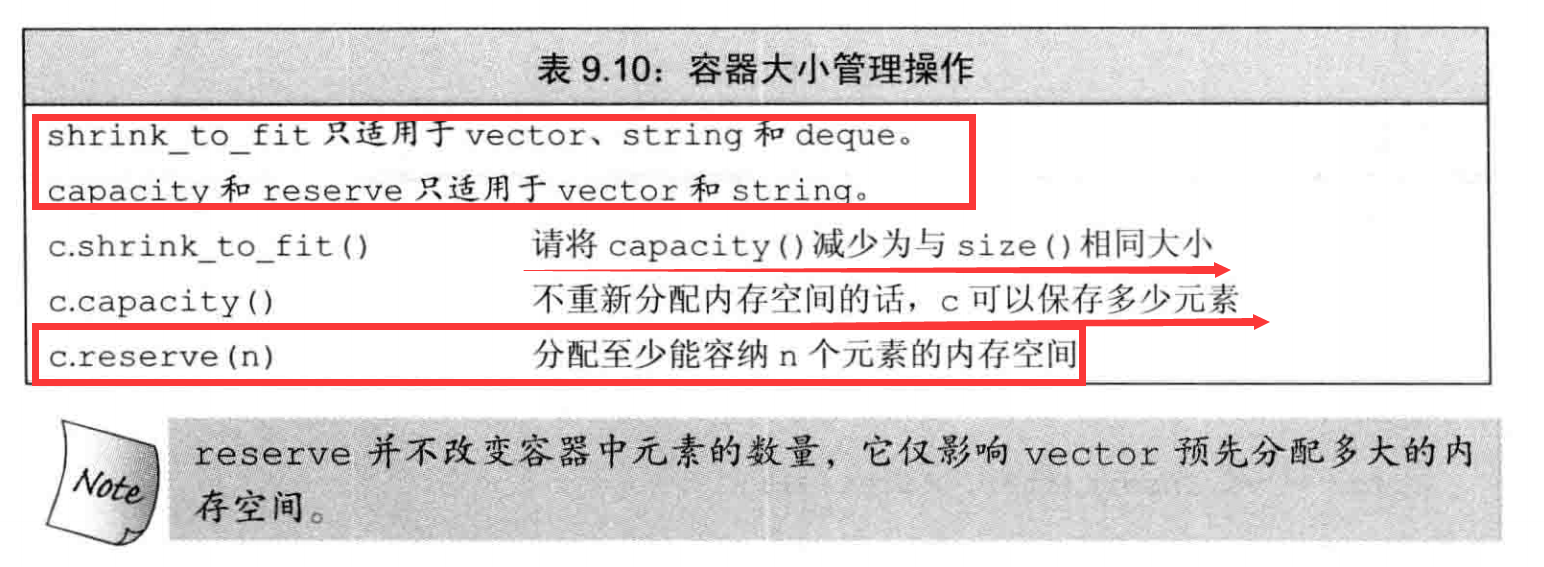 表 9.10：容器大小管理操作
shrink_to_fit 只适用于 vector、string 和 deque。
capacity 和 reserve 只适用于 vector 和 string。
c.shrink_to_fit() 请将 capacity()减少为与 size()相同大小
c.capacity() 不重新分配内存空间的话，c 可以保存多少元素
c.reserve(n) 分配至少能容纳 n 个元素的内存空间
Note
reserve 并不改变容器中元素的数量，它仅影响 vector 预先分配多大的内
存空间。